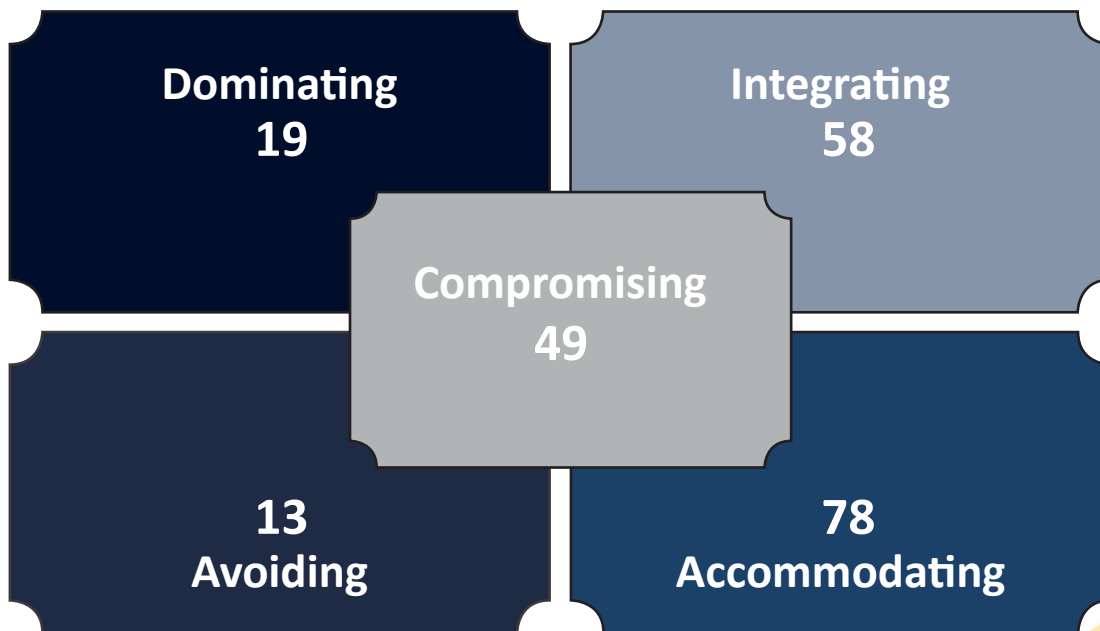 Dominating
19
Integrating
58
Compromising
49
13
Avoiding
78
Accommodating